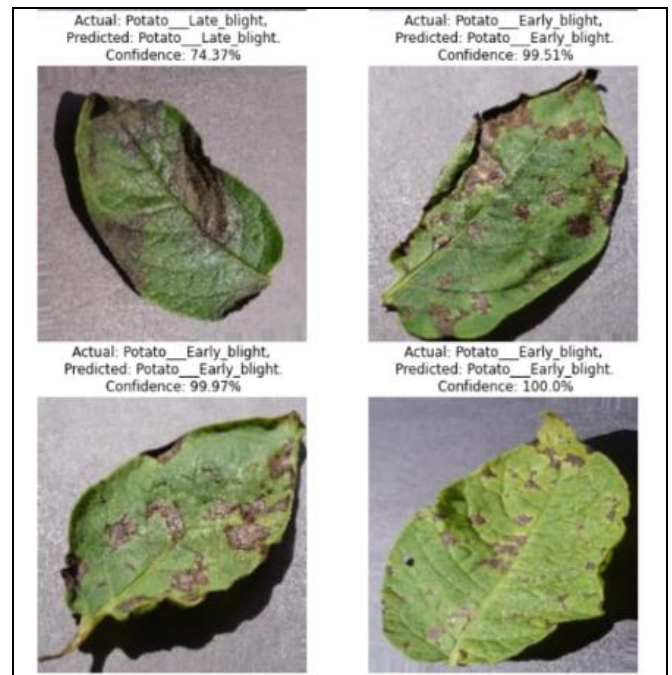 Actual: Potato___Late_blight,
Predicted: Potato___Late_blight.
Confidence: 74.37%
Actual: Potato___Early_blight,
Predicted: Potato___Early_blight.
Confidence: 99.51%
Actual: Potato___Early_blight,
Predicted: Potato___Early_blight.
Confidence: 99.97%
Actual: Potato___Early_blight,
Predicted: Potato___Early_blight.
Confidence: 100.0%